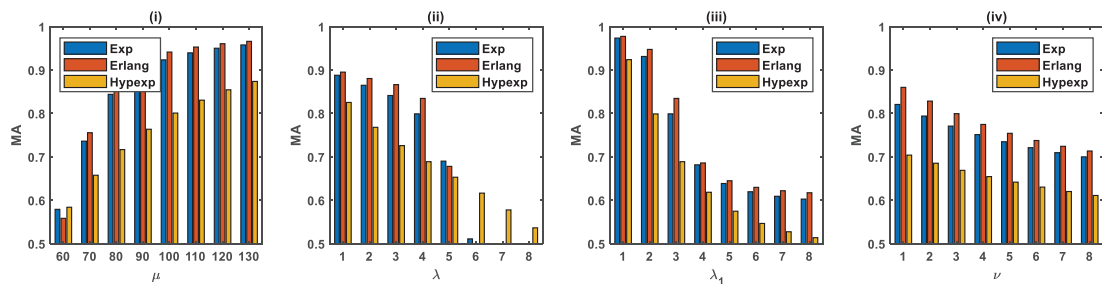 (i)
1
0.9
0.8
0.7
0.6
0.5
MA
Exp
Erlang
Hypexp
60 70 80 90 100 110 120 130
μ
(ii)
1
0.9
0.8
0.7
0.6
0.5
MA
Exp
Erlang
Hypexp
1 2 3 4 5 6 7 8
λ
(iii)
1
0.9
0.8
0.7
0.6
0.5
MA
Exp
Erlang
Hypexp
1 2 3 4 5 6 7 8
λ₁
(iv)
1
0.9
0.8
0.7
0.6
0.5
MA
Exp
Erlang
Hypexp
1 2 3 4 5 6 7 8
ν